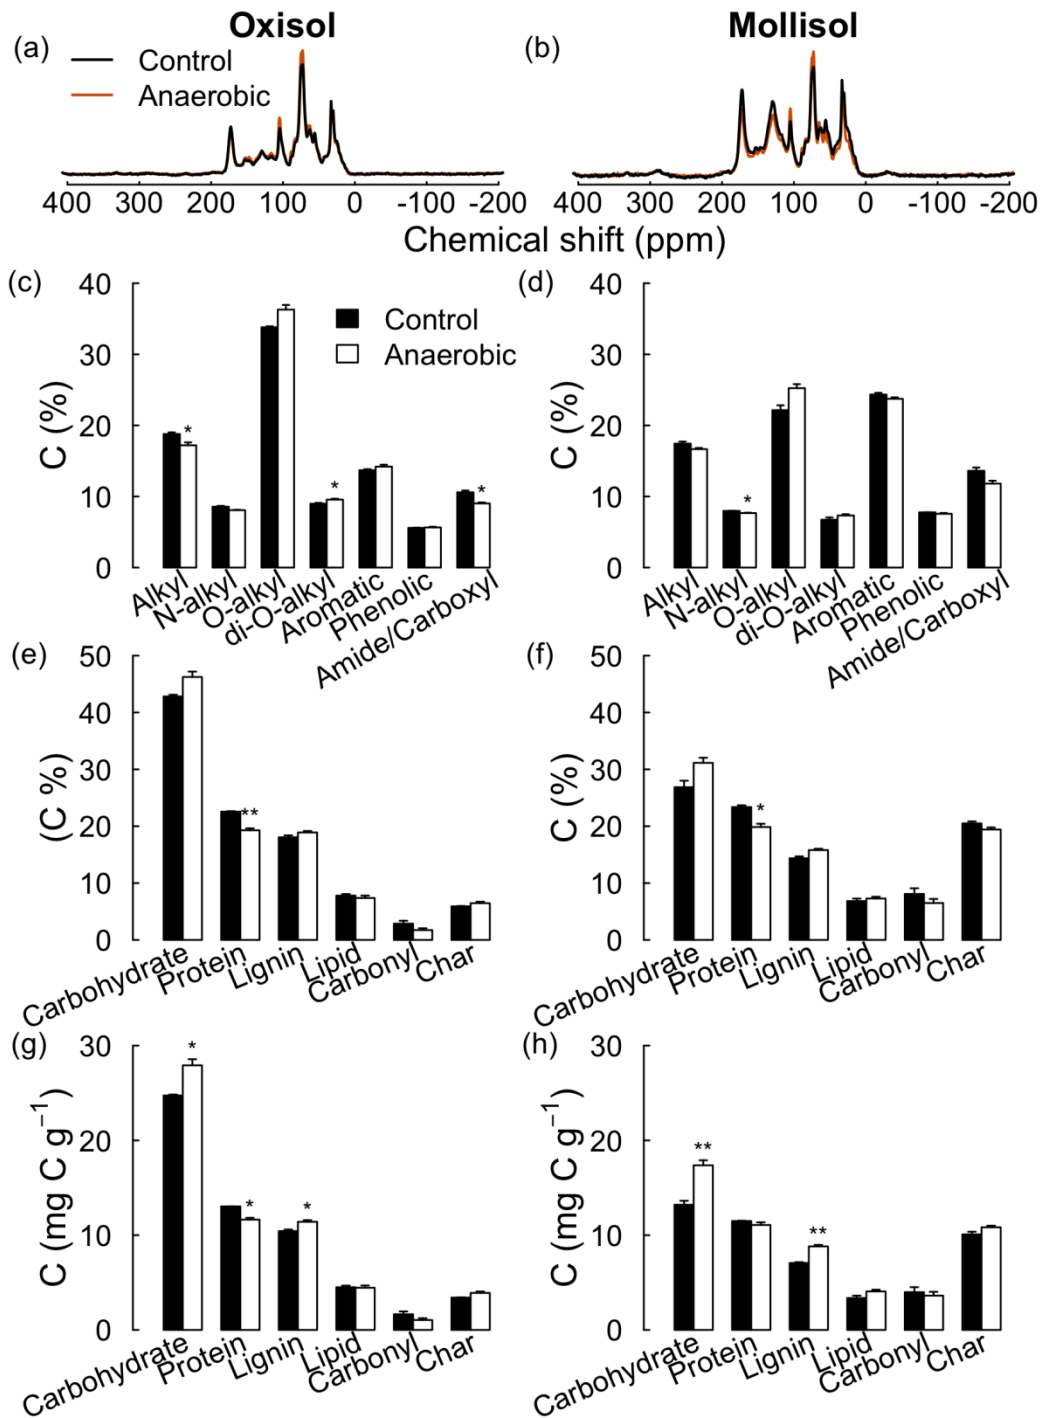 Oxisol
Mollisol
(a)
Control
Anaerobic
(b)
400 300 200 100 0 -100 -200
400 300 200 100 0 -100 -200
Chemical shift (ppm)
(c)
40
30
20
10
0
C (%)
Control
Anaerobic
*
*
*
Alkyl
N-alkyl
O-alkyl
di-O-alkyl
Aromatic
Phenolic
Amide/Carboxyl
(d)
40
30
20
10
0
C (%)
*
Alkyl
N-alkyl
O-alkyl
di-O-alkyl
Aromatic
Phenolic
Amide/Carboxyl
(e)
50
40
30
20
10
0
(C %)
**
Carbohydrate
Protein
Lignin
Lipid
Carbonyl
Char
(f)
50
40
30
20
10
0
C (%)
*
Carbohydrate
Protein
Lignin
Lipid
Carbonyl
Char
(g)
30
20
10
0
C (mg C g⁻¹)
*
*
*
Carbohydrate
Protein
Lignin
Lipid
Carbonyl
Char
(h)
30
20
10
0
C (mg C g⁻¹)
**
**
Carbohydrate
Protein
Lignin
Lipid
Carbonyl
Char